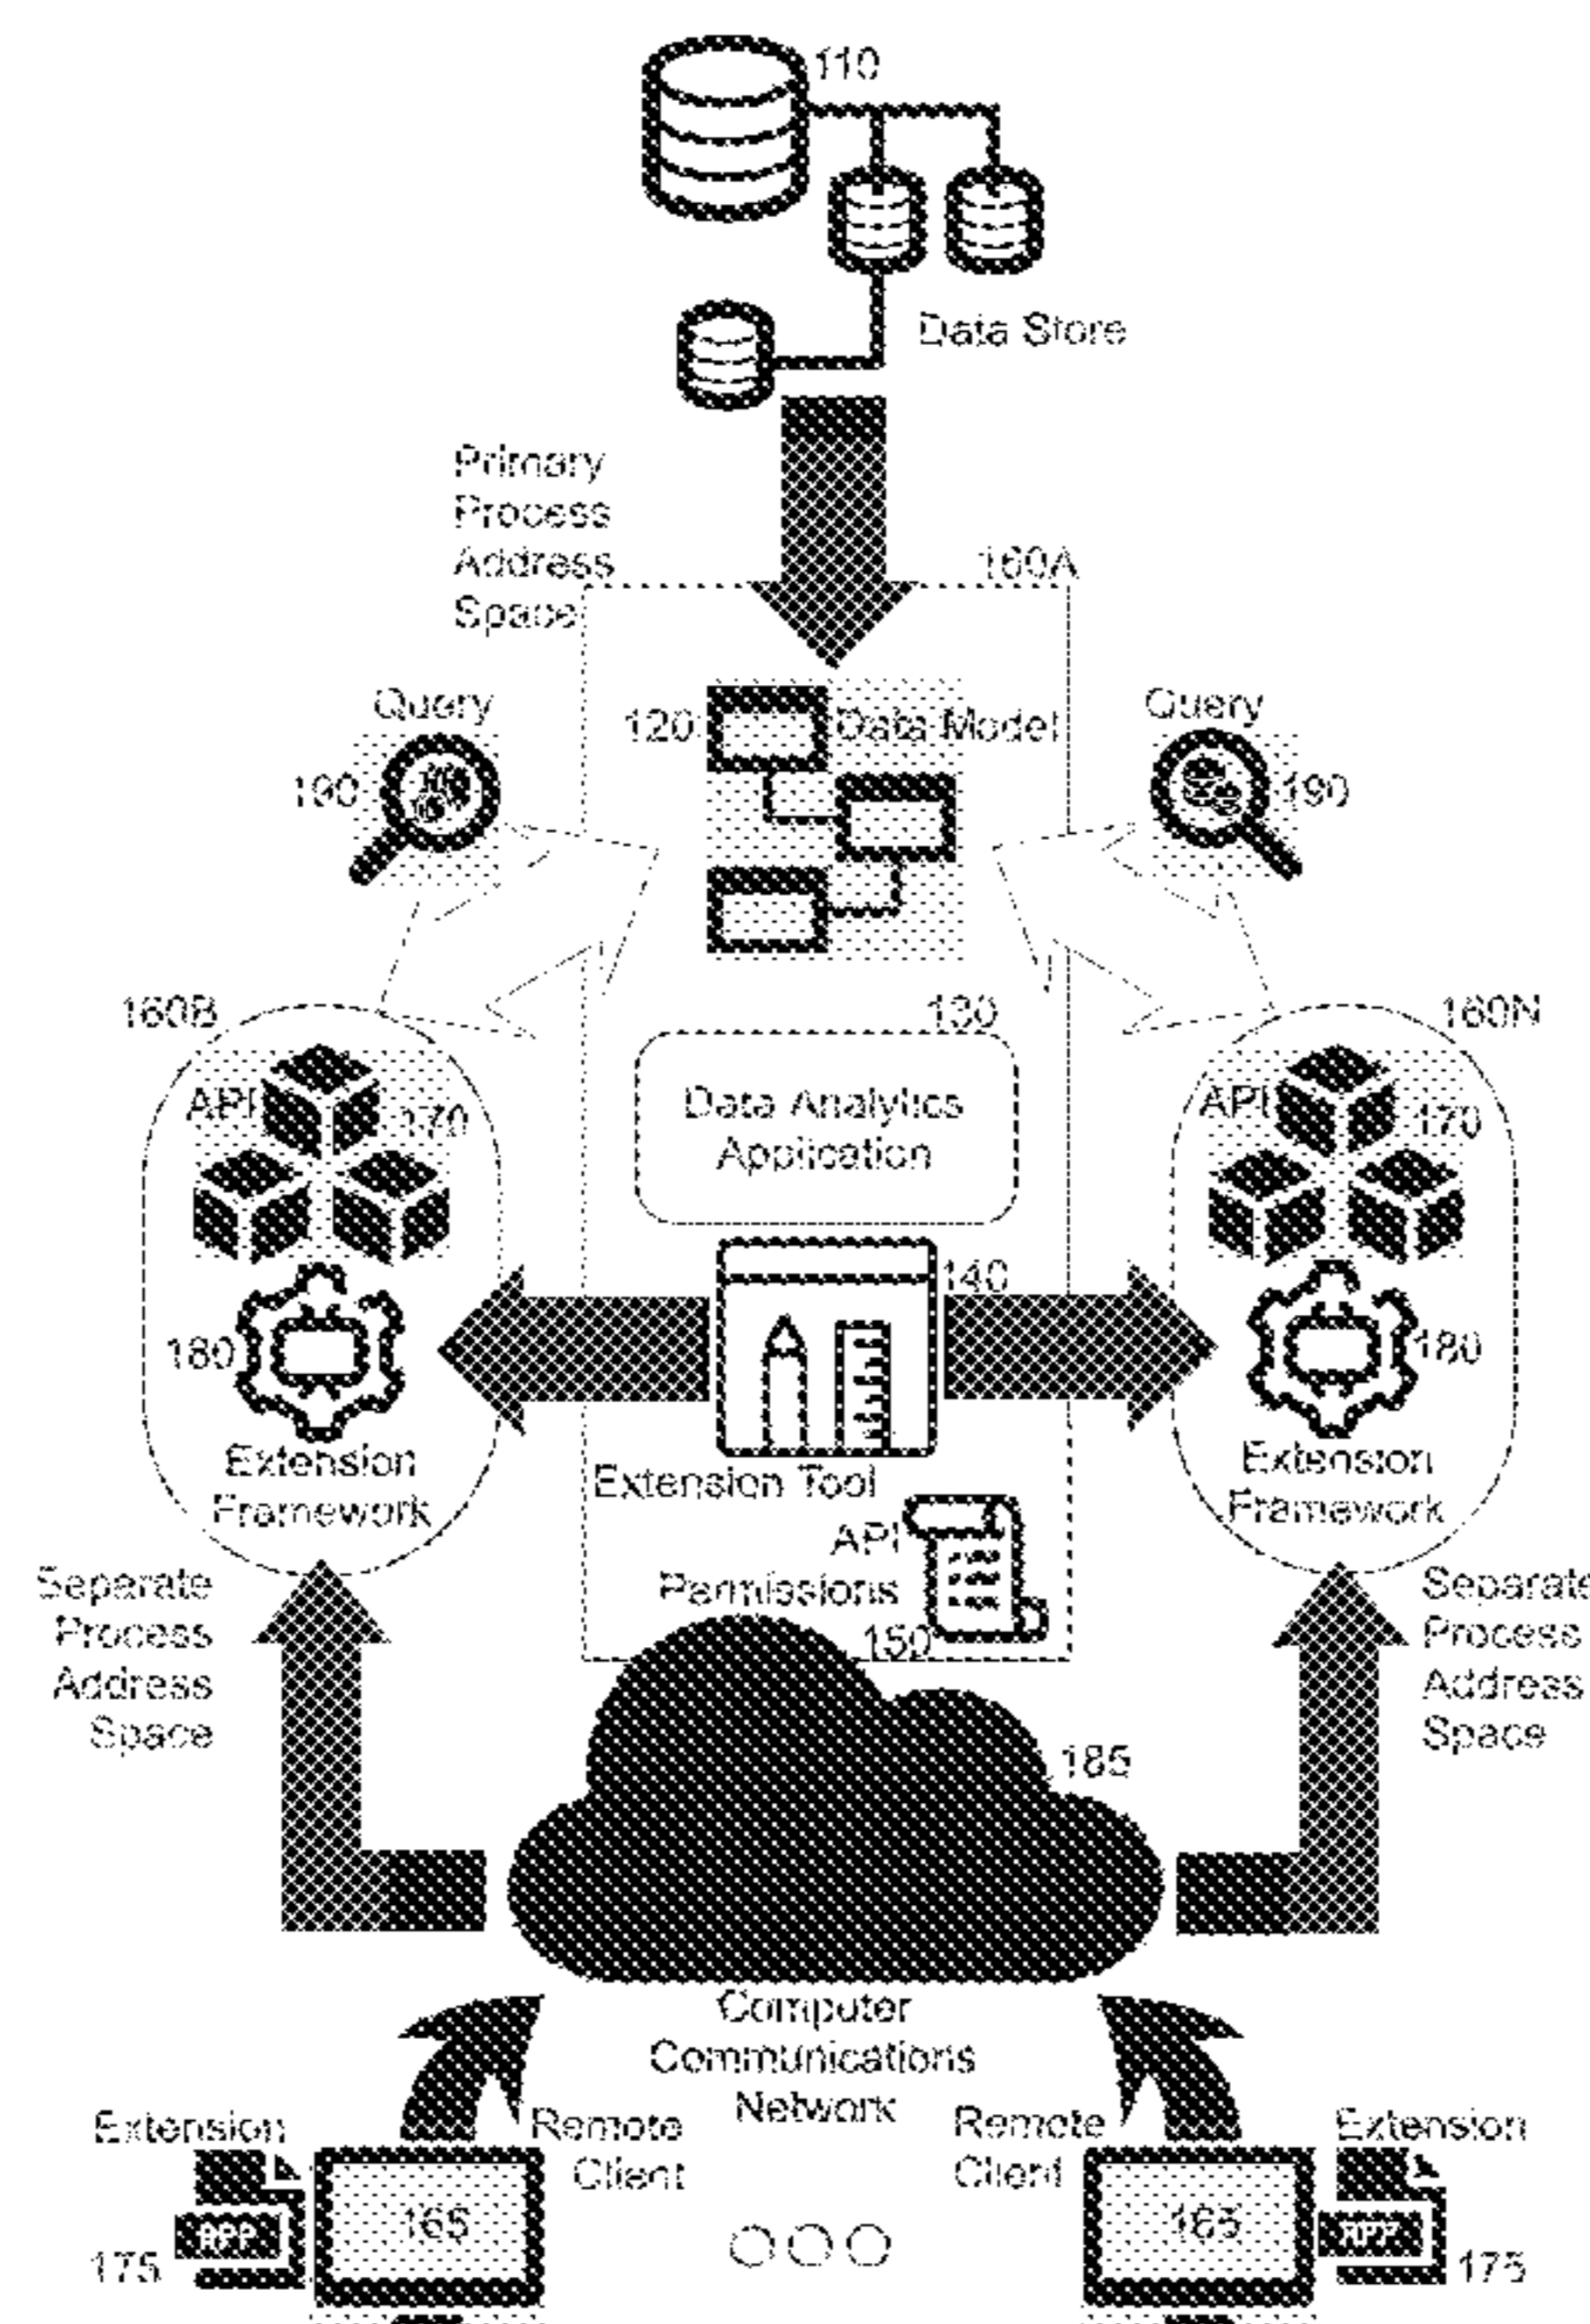 110
Data Store
Primary
Process
Address
Space
160A
Query
120
Data Model
Query
190
190
160B
130
160N
API
170
Data Analytics
Application
API
170
140
180
180
Extension
Framework
Extension Tool
Extension
Framework
API
Permissions
150
Separate
Process
Address
Space
Separate
Process
Address
Space
185
Computer
Communications
Network
Extension
Remote
Client
Remote
Client
Extension
APP
165
165
APP
175
175